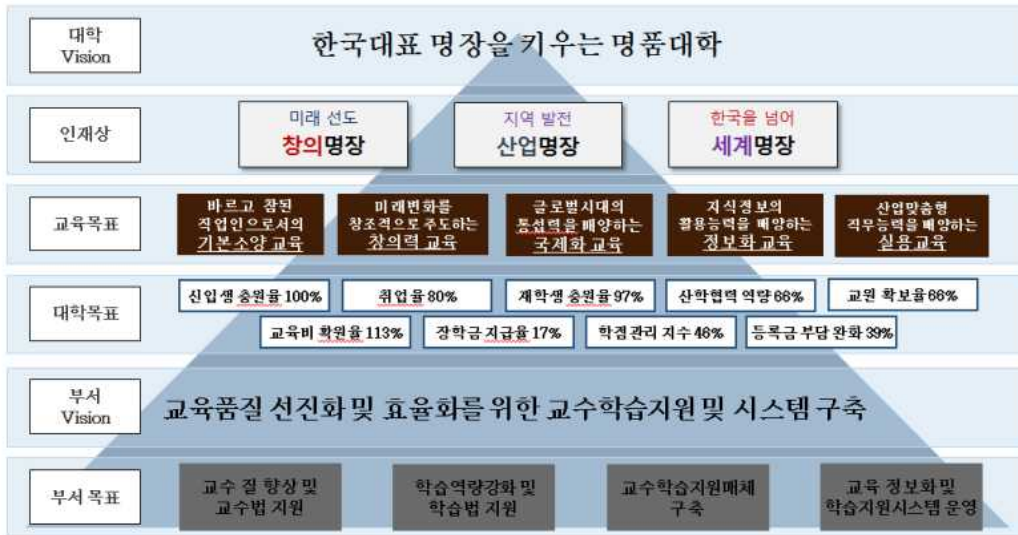 대학
Vision
한국대표 명장을 키우는 명품대학
인재상
미래 선도
창의명장
지역 발전
산업명장
한국을 넘어
세계명장
교육목표
바르고 참된
직업인으로서의
기본소양 교육
미래변화를
창조적으로 주도하는
창의력 교육
글로벌시대의
통섭력을 배양하는
국제화 교육
지식정보의
활용능력을 배양하는
정보화 교육
산업맞춤형
직무능력을 배양하는
실용교육
대학목표
신입생 충원율 100%
취업율 80%
재학생 충원율 97%
산학협력 역량 66%
교원 확보율 66%
교육비 확원율 113%
장학금 지급율 17%
학점관리 지수 46%
등록금 부담 완화 39%
부서
Vision
교육품질 선진화 및 효율화를 위한 교수학습지원 및 시스템 구축
부서 목표
교수 질 향상 및
교수법 지원
학습역량강화 및
학습법 지원
교수학습지원매체
구축
교육 정보화 및
학습지원시스템 운영